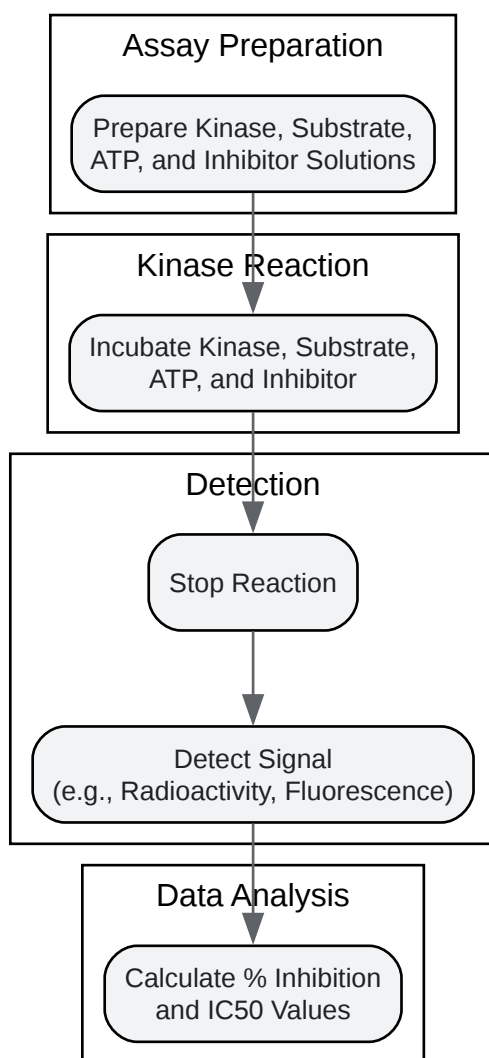 Assay Preparation
Prepare Kinase, Substrate,
ATP, and Inhibitor Solutions
Kinase Reaction
Incubate Kinase, Substrate,
ATP, and Inhibitor
Detection
Stop Reaction
Detect Signal
(e.g., Radioactivity, Fluorescence)
Data Analysis
Calculate % Inhibition
and IC50 Values